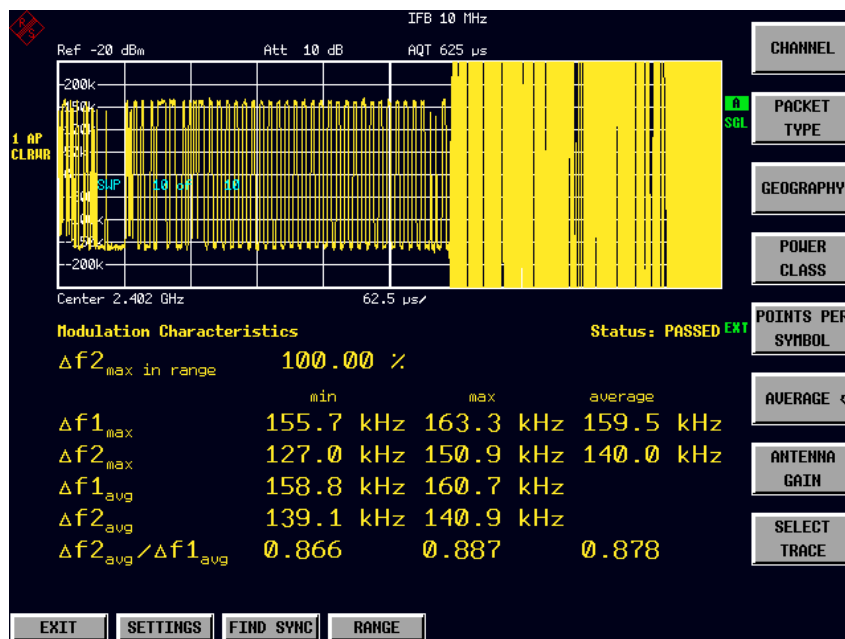 IFB 10 MHz
Ref -20 dBm Att 10 dB AQT 625 µs
200k
1 AP
CLRWR
A
SGL
SWP 10 of 10
-200k
Center 2.402 GHz 62.5 µs/
Modulation Characteristics Status: PASSED EXT
Δf2max in range 100.00 %
min max average
Δf1max 155.7 kHz 163.3 kHz 159.5 kHz
Δf2max 127.0 kHz 150.9 kHz 140.0 kHz
Δf1avg 158.8 kHz 160.7 kHz
Δf2avg 139.1 kHz 140.9 kHz
Δf2avg/Δf1avg 0.866 0.887 0.878
CHANNEL
PACKET
TYPE
GEOGRAPHY
POWER
CLASS
POINTS PER
SYMBOL
AVERAGE
ANTENNA
GAIN
SELECT
TRACE
EXIT SETTINGS FIND SYNC RANGE